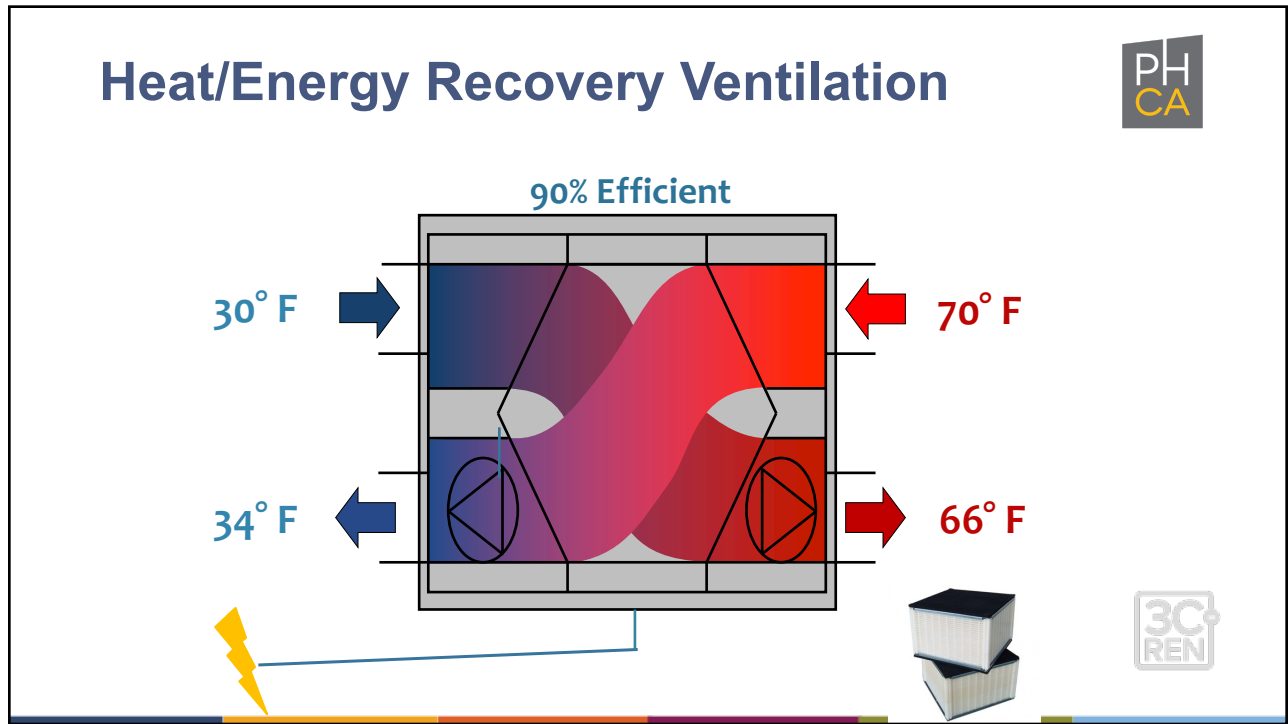 Heat/Energy Recovery Ventilation
PH
CA
90% Efficient
30° F
70° F
34° F
66° F
3C
REN